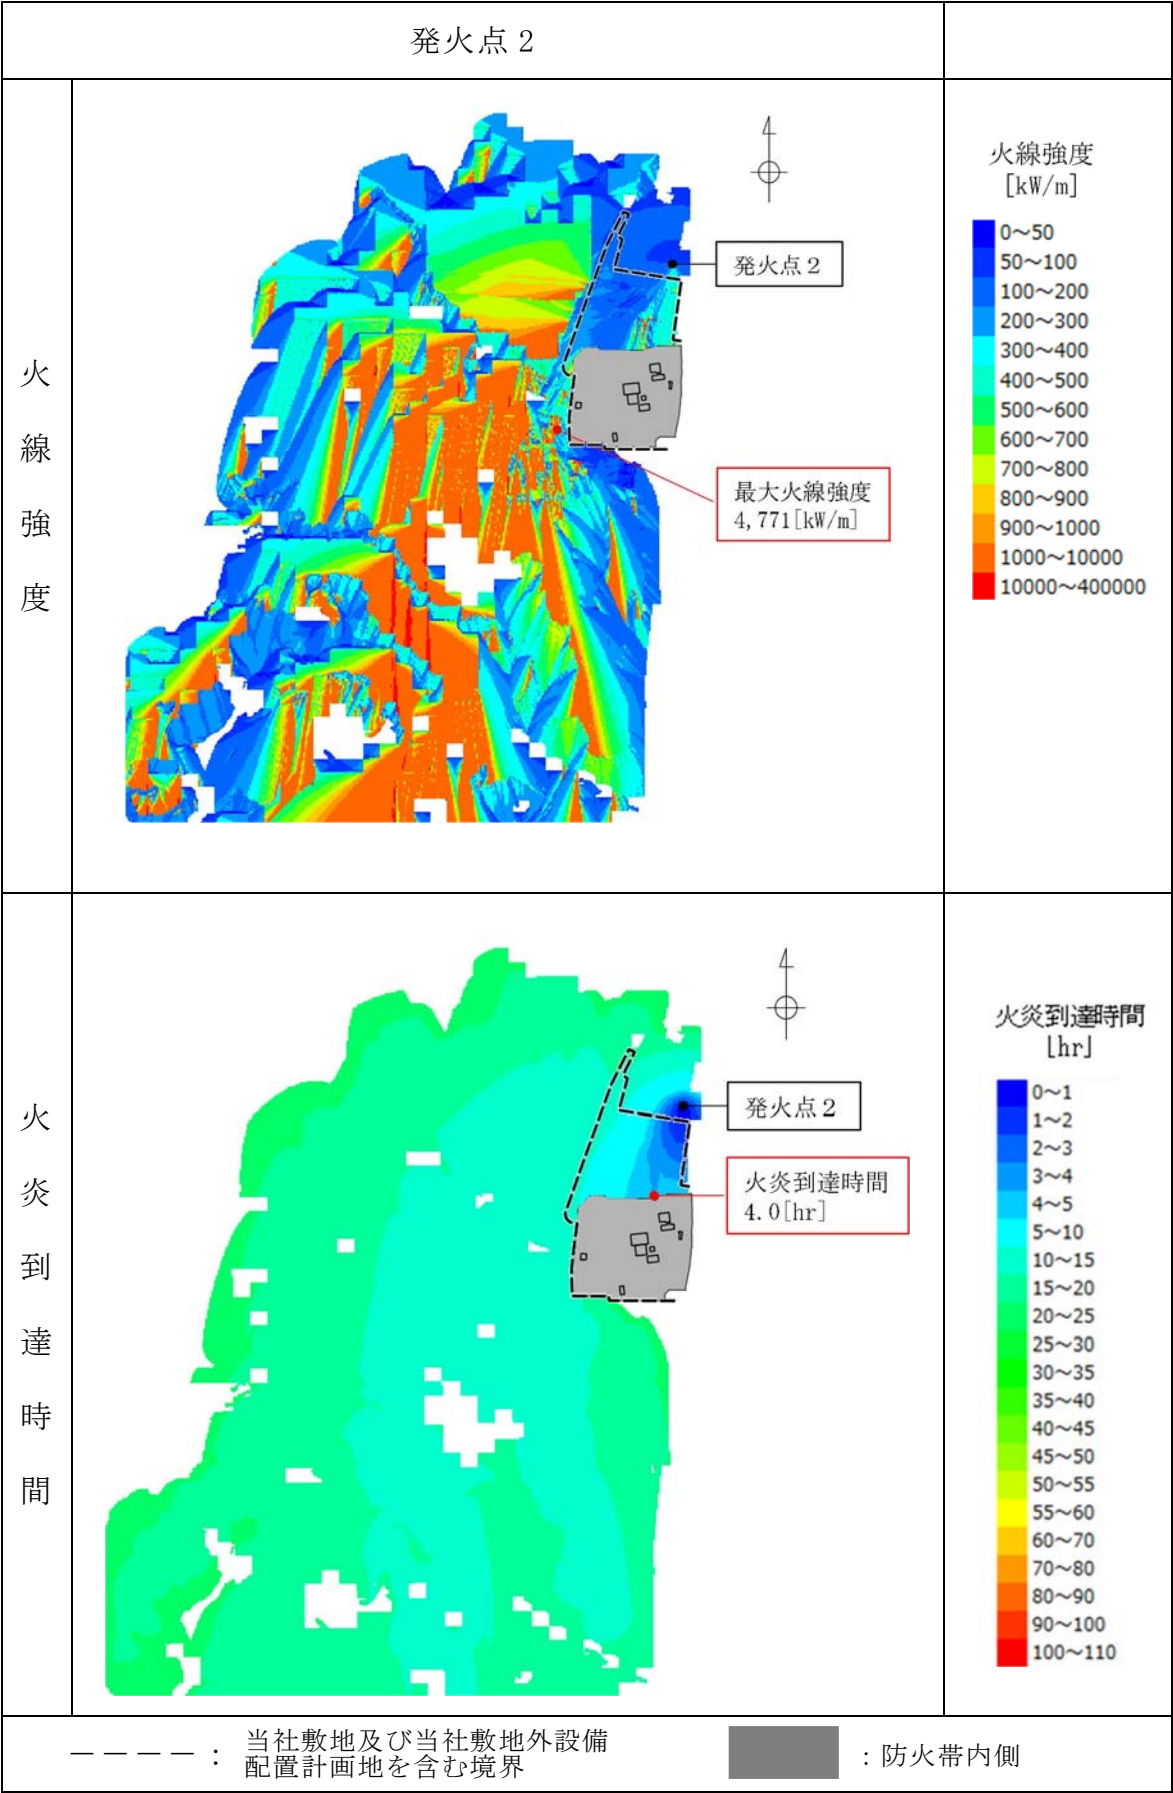 発火点２
火線強度
火線強度
[kW/m]
0～50
50～100
100～200
200～300
300～400
400～500
500～600
600～700
700～800
800～900
900～1000
1000～10000
10000～400000
4
発火点２
最大火線強度
4,771[kW/m]
火炎到達時間
火炎到達時間
[hr]
0～1
1～2
2～3
3～4
4～5
5～10
10～15
15～20
20～25
25～30
30～35
35～40
40～45
45～50
50～55
55～60
60～70
70～80
80～90
90～100
100～110
4
発火点２
火炎到達時間
4.0[hr]
－－－－： 当社敷地及び当社敷地外設備
配置計画地を含む境界
：防火帯内側